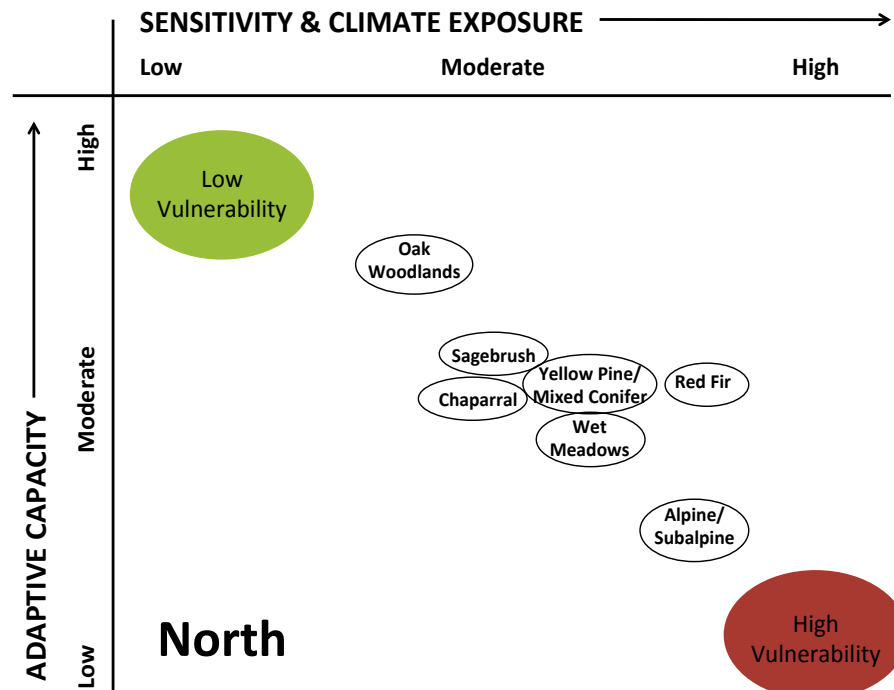 SENSITIVITY & CLIMATE EXPOSURE
Low
Moderate
High
ADAPTIVE CAPACITY
High
Moderate
Low
Low
Vulnerability
Oak
Woodlands
Sagebrush
Chaparral
Yellow Pine/
Mixed Conifer
Red Fir
Wet
Meadows
Alpine/
Subalpine
High
Vulnerability
North